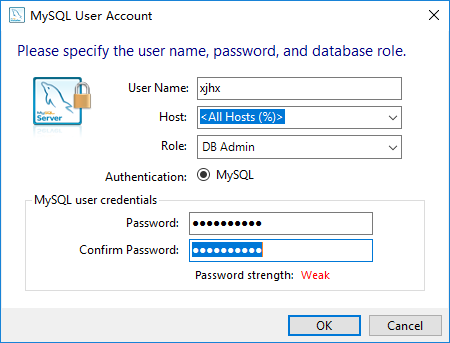 MySQL User Account
Please specify the user name, password, and database role.
MySQL
Server
User Name: xjhx
Host: <All Hosts (%)>
Role: DB Admin
Authentication: MySQL
MySQL user credentials
Password: ●●●●●●●●●●
Confirm Password: ●●●●●●●●●●
Password strength: Weak
OK Cancel